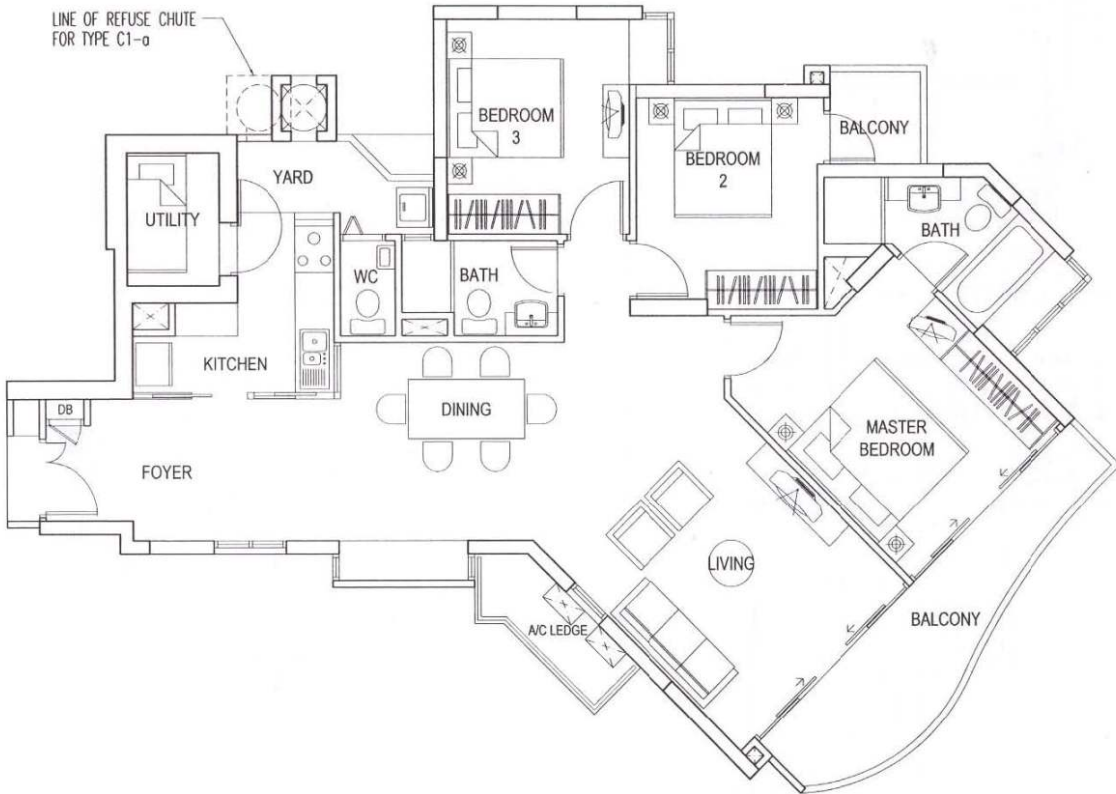 LINE OF REFUSE CHUTE
FOR TYPE C1-a
BEDROOM
3
BEDROOM
2
BALCONY
YARD
UTILITY
WC
BATH
BATH
KITCHEN
DINING
DB
FOYER
MASTER
BEDROOM
LIVING
A/C LEDGE
BALCONY